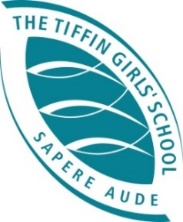 THE TIFFIN GIRLS' SCHOOL
SAPERE AUDE